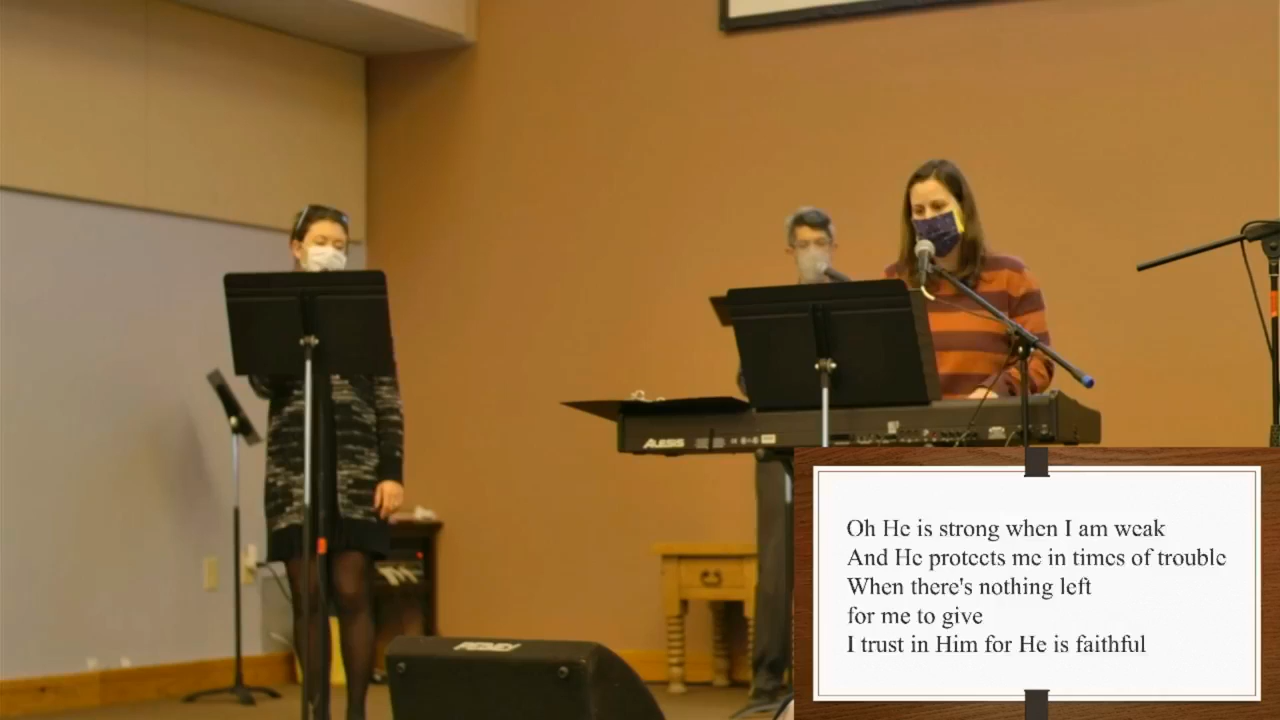 ALESIS
Oh He is strong when I am weak
And He protects me in times of trouble
When there's nothing left
for me to give
I trust in Him for He is faithful